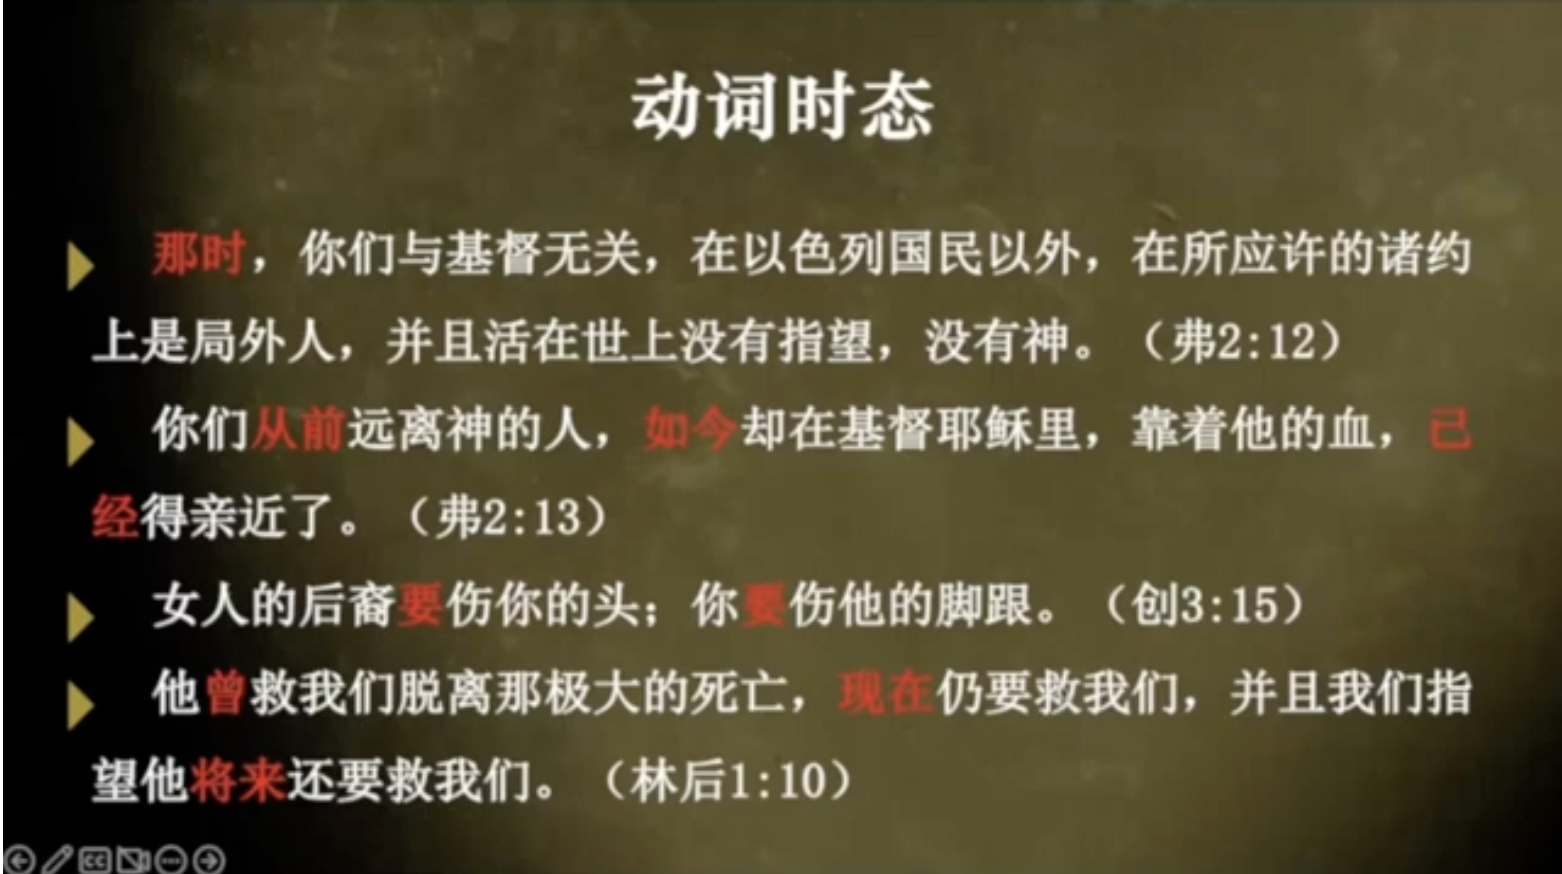 动词时态
那时，你们与基督无关，在以色列国民以外，在所应许的诸约
上是局外人，并且活在世上没有指望，没有神。（弗2:12）
你们从前远离神的人，如今却在基督耶稣里，靠着他的血，已
经得亲近了。（弗2:13）
女人的后裔要伤你的头；你要伤他的脚跟。（创3:15）
他曾救我们脱离那极大的死亡，现在仍要救我们，并且我们指
望他将来还要救我们。（林后1:10）
CC